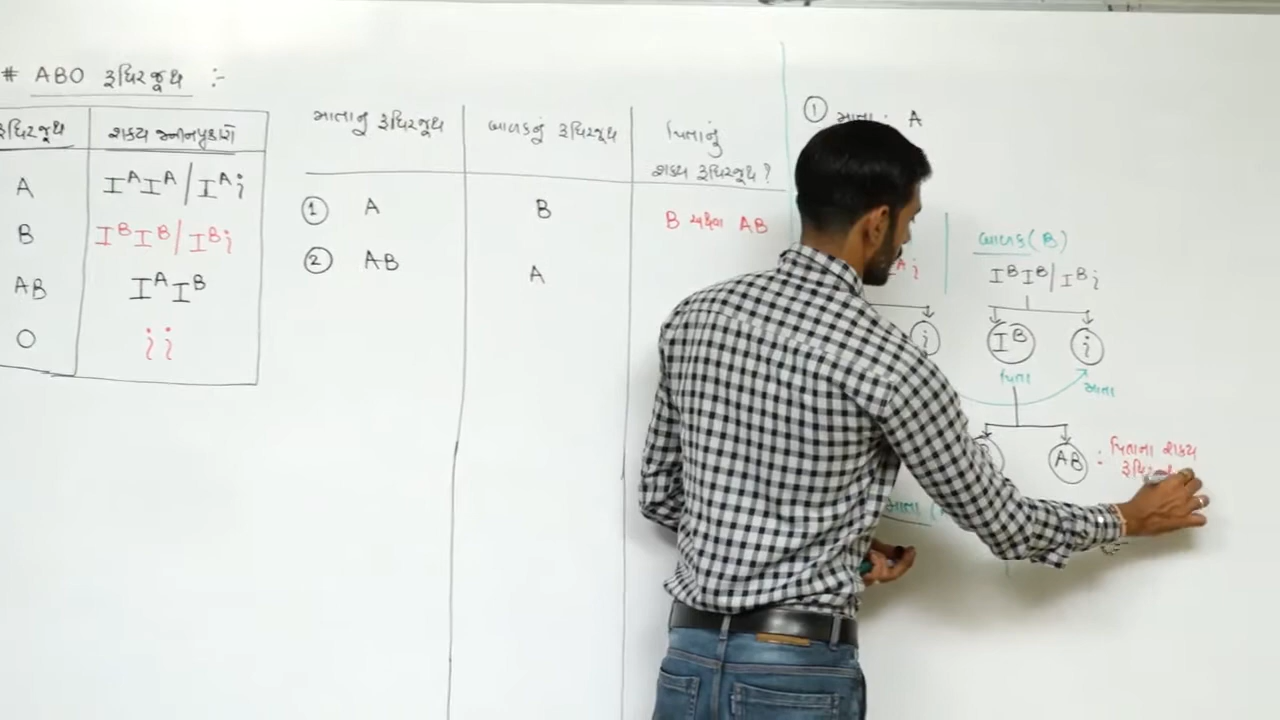 # ABO રૂધિરજૂથ :-
રૂધિરજૂથ શક્ય જનીનપ્રકારો
A I^A I^A / I^A i
B I^B I^B / I^B i
AB I^A I^B
O i i
માતાનું રૂધિરજૂથ બાળકનું રૂધિરજૂથ પિતાનું
શક્ય રૂધિરજૂથ ?
① A B B અથવા AB
② AB A
① માતા : A
બાળક (B)
I^A i I^B I^B / I^B i
i I^B i
પિતા માતા
AB : પિતાના શક્ય
માતા (